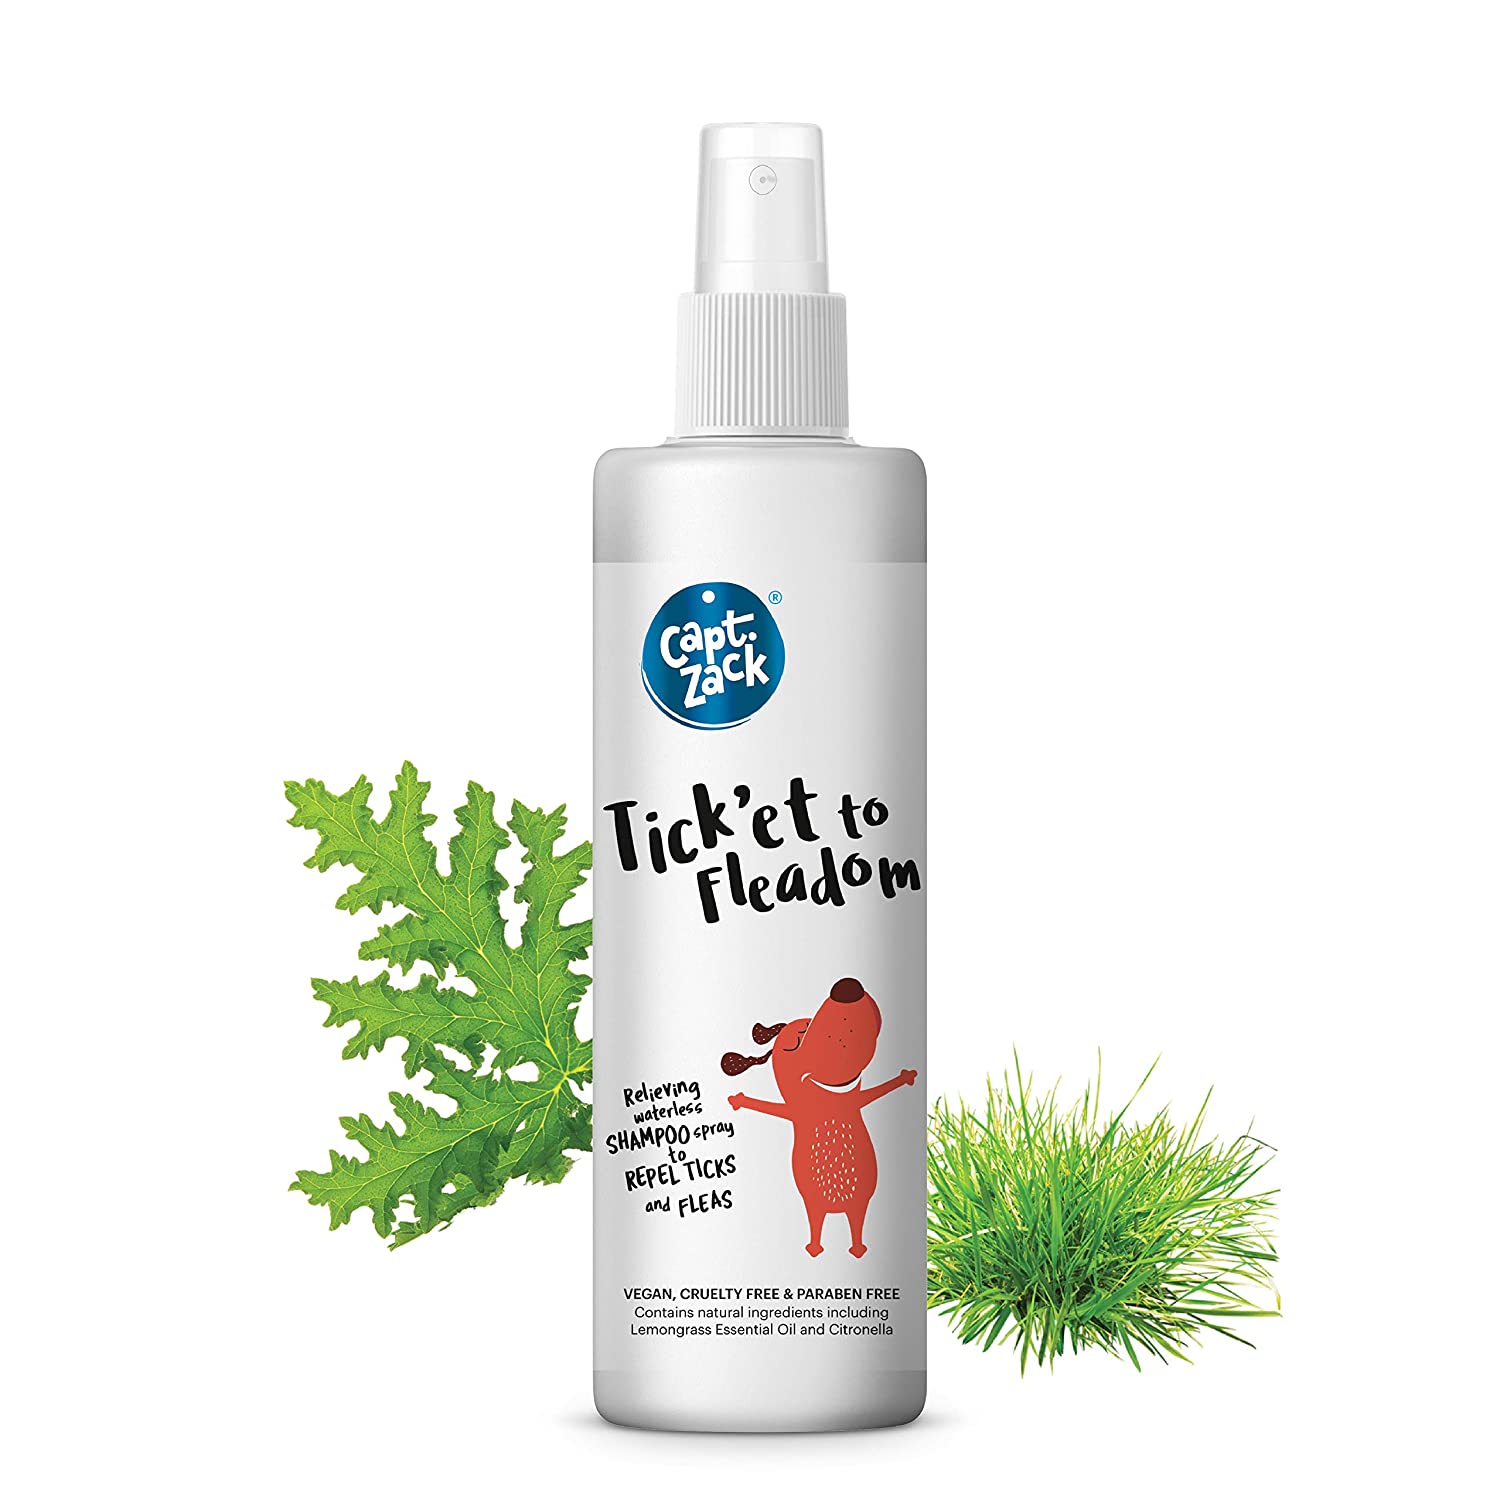 Capt.
Zack
®
Tick'et to
Fleadom
Relieving
waterless
SHAMPOO spray
to
REPEL TICKS
and FLEAS
VEGAN, CRUELTY FREE & PARABEN FREE
Contains natural ingredients including
Lemongrass Essential Oil and Citronella